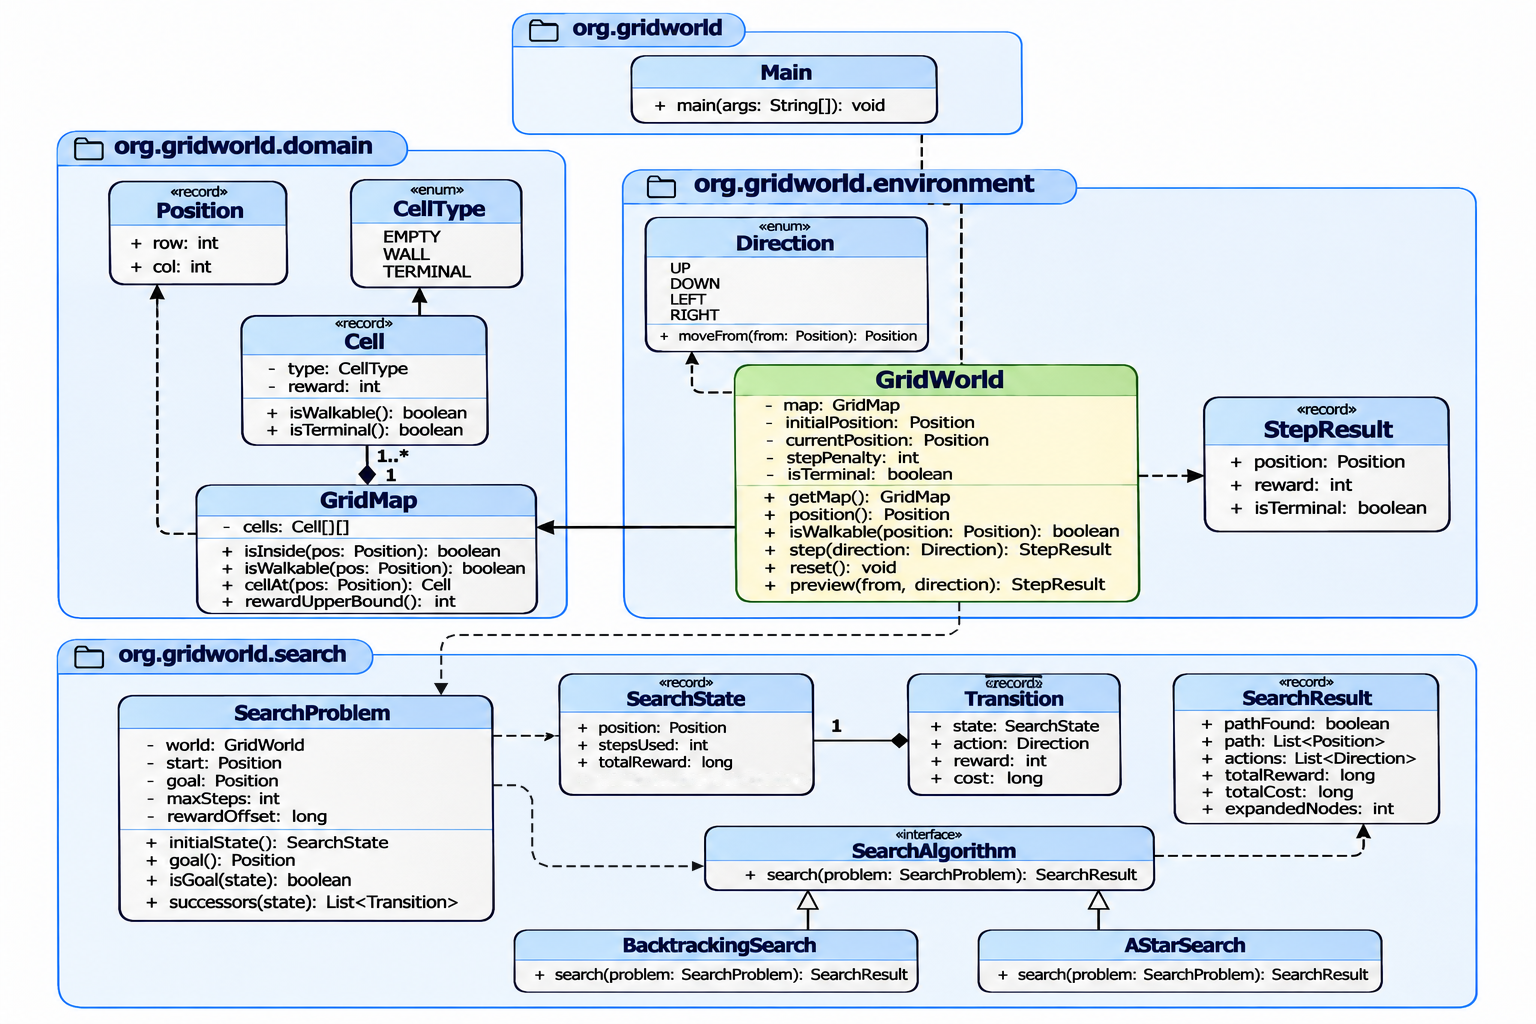 org.gridworld
Main
+ main(args: String[]): void
org.gridworld.domain
«record»
Position
+ row: int
+ col: int
«enum»
CellType
EMPTY
WALL
TERMINAL
«record»
Cell
- type: CellType
- reward: int
+ isWalkable(): boolean
+ isTerminal(): boolean
1..*
1
GridMap
- cells: Cell[][]
+ isInside(pos: Position): boolean
+ isWalkable(pos: Position): boolean
+ cellAt(pos: Position): Cell
+ rewardUpperBound(): int
org.gridworld.environment
«enum»
Direction
UP
DOWN
LEFT
RIGHT
+ moveFrom(from: Position): Position
GridWorld
- map: GridMap
- initialPosition: Position
- currentPosition: Position
- stepPenalty: int
- isTerminal: boolean
+ getMap(): GridMap
+ position(): Position
+ isWalkable(position: Position): boolean
+ step(direction: Direction): StepResult
+ reset(): void
+ preview(from, direction): StepResult
«record»
StepResult
+ position: Position
+ reward: int
+ isTerminal: boolean
org.gridworld.search
SearchProblem
- world: GridWorld
- start: Position
- goal: Position
- maxSteps: int
- rewardOffset: long
+ initialState(): SearchState
+ goal(): Position
+ isGoal(state): boolean
+ successors(state): List<Transition>
«record»
SearchState
+ position: Position
+ stepsUsed: int
+ totalReward: long
1
«record»
Transition
+ state: SearchState
+ action: Direction
+ reward: int
+ cost: long
«record»
SearchResult
+ pathFound: boolean
+ path: List<Position>
+ actions: List<Direction>
+ totalReward: long
+ totalCost: long
+ expandedNodes: int
«interface»
SearchAlgorithm
+ search(problem: SearchProblem): SearchResult
BacktrackingSearch
+ search(problem: SearchProblem): SearchResult
AStarSearch
+ search(problem: SearchProblem): SearchResult